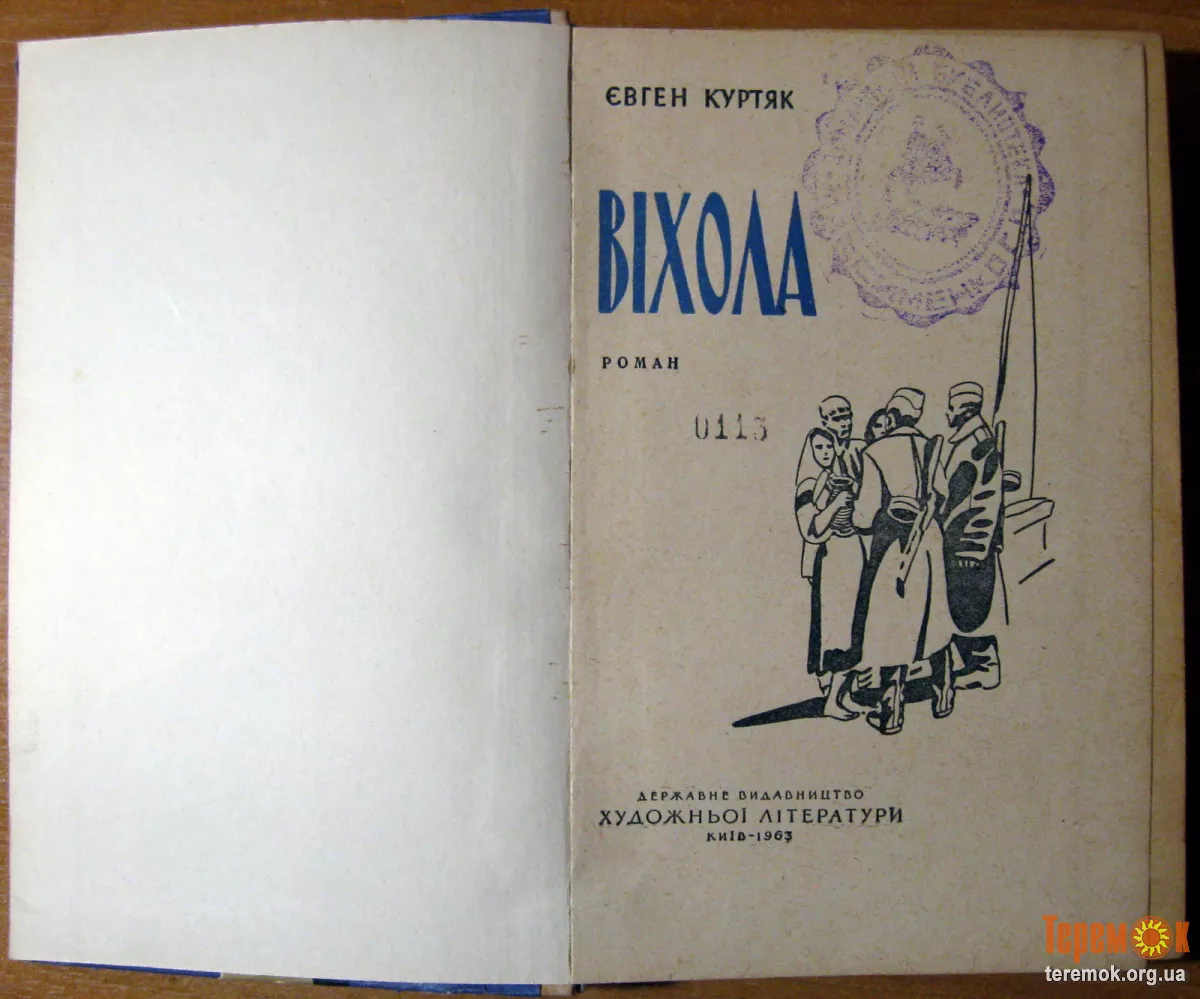 ЄВГЕН КУРТЯК
ВІХОЛА
РОМАН
0113
ДЕРЖАВНЕ ВИДАВНИЦТВО
ХУДОЖНЬОЇ ЛІТЕРАТУРИ
КИЇВ-1963
Теремок
teremok.org.ua